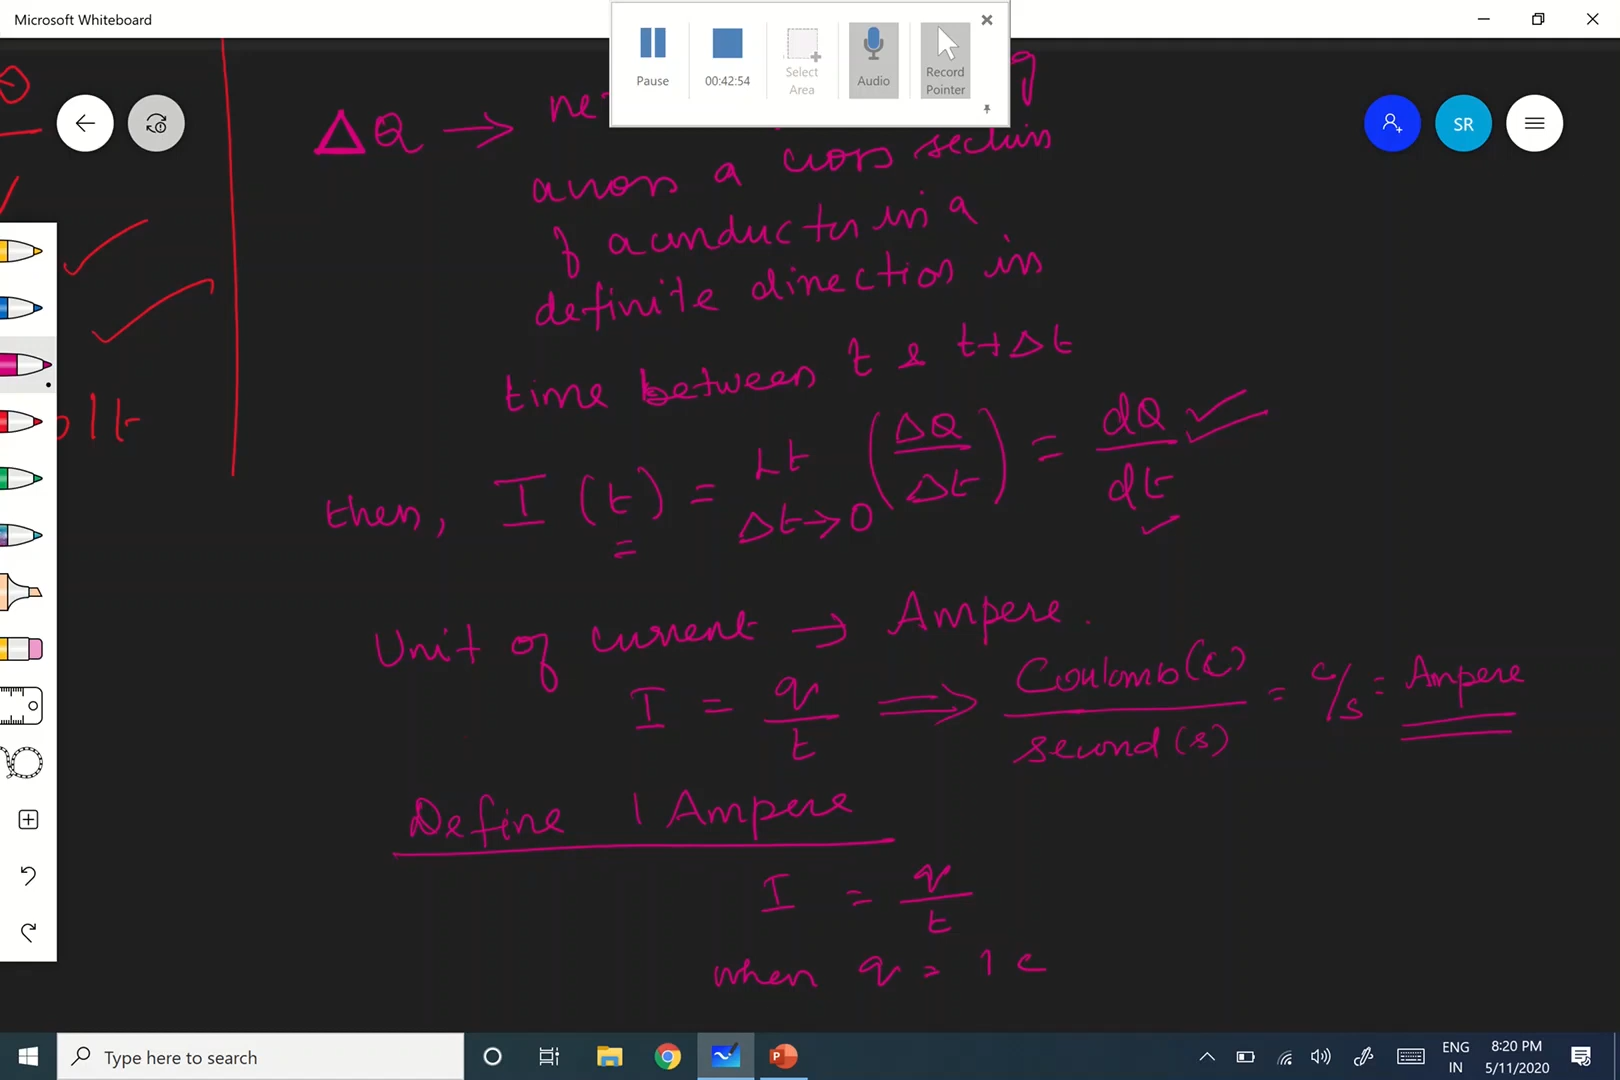 Microsoft Whiteboard
Pause
00:42:54
Select Area
Audio
Record Pointer
SR
ΔQ → ne
across a cross section
of a conductor in a
definite direction in
time between t & t+Δt
then, I (t) = Lt Δt→0 (ΔQ/Δt) = dQ/dt
olt
Unit of current → Ampere.
I = q/t ⟹ Coulomb(C)/second(s) = C/s = Ampere
Define 1 Ampere
I = q/t
when q = 1 C
Type here to search
ENG
IN
8:20 PM
5/11/2020